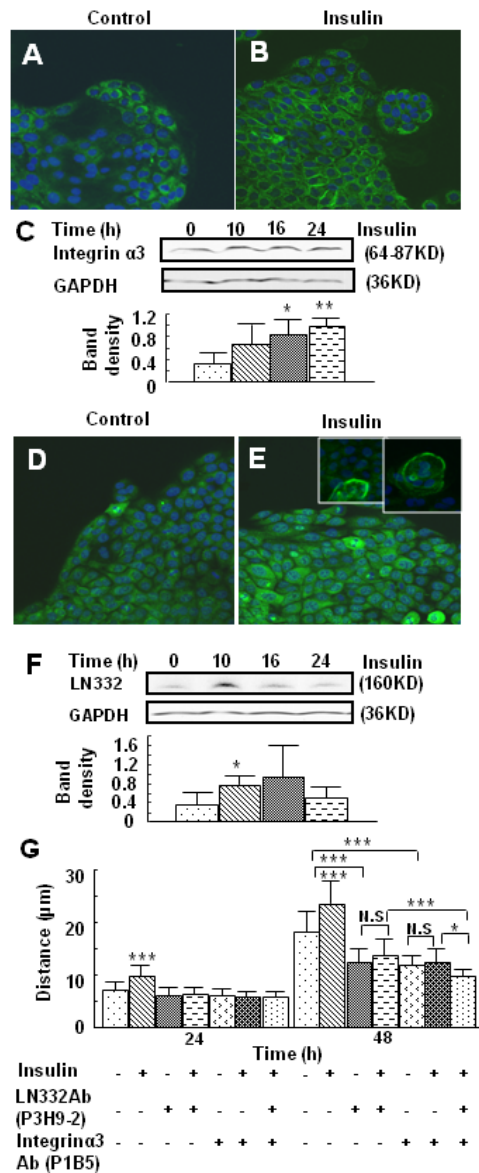 Control Insulin
A B
C Time (h) 0 10 16 24 Insulin
Integrin α3 (64-87KD)
GAPDH (36KD)
1.2 * **
0.8
0.4
0
Band density
Control Insulin
D E
F Time (h) 0 10 16 24 Insulin
LN332 (160KD)
GAPDH (36KD)
1.6
1.2 *
0.8
0.4
0
Band density
G
***
30 *** ***
*** N.S N.S *
20
10 ***
0
Distance (µm)
24 48
Time (h)
Insulin - + - + - + + - + - + - + +
LN332Ab (P3H9-2) - - + + - - + - - + + - - +
Integrinα3 Ab (P1B5) - - - - + + + - - - - + + +